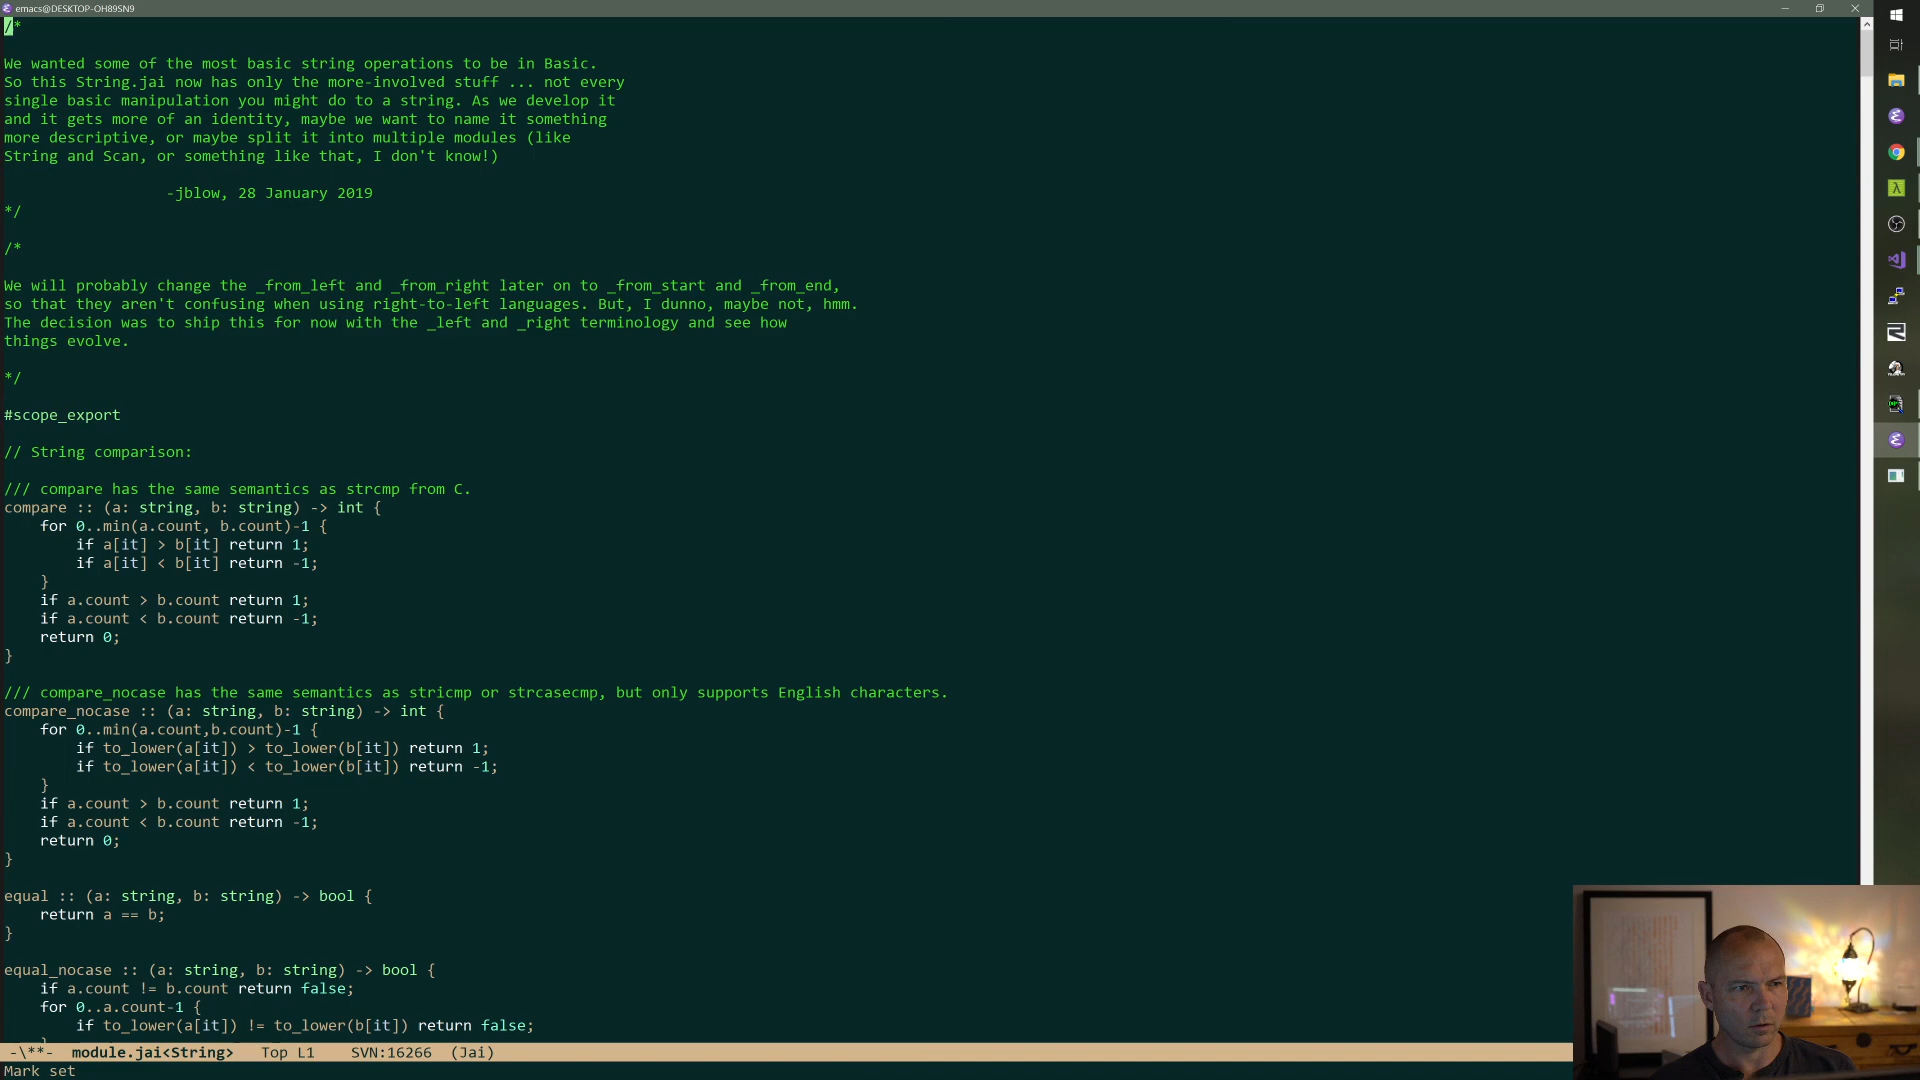 emacs@DESKTOP-OH89SN9
/*
We wanted some of the most basic string operations to be in Basic.
So this String.jai now has only the more-involved stuff ... not every
single basic manipulation you might do to a string. As we develop it
and it gets more of an identity, maybe we want to name it something
more descriptive, or maybe split it into multiple modules (like
String and Scan, or something like that, I don't know!)
-jblow, 28 January 2019
*/
/*
We will probably change the _from_left and _from_right later on to _from_start and _from_end,
so that they aren't confusing when using right-to-left languages. But, I dunno, maybe not, hmm.
The decision was to ship this for now with the _left and _right terminology and see how
things evolve.
*/
#scope_export
// String comparison:
/// compare has the same semantics as strcmp from C.
compare :: (a: string, b: string) -> int {
    for 0..min(a.count, b.count)-1 {
        if a[it] > b[it] return 1;
        if a[it] < b[it] return -1;
    }
    if a.count > b.count return 1;
    if a.count < b.count return -1;
    return 0;
}
/// compare_nocase has the same semantics as stricmp or strcasecmp, but only supports English characters.
compare_nocase :: (a: string, b: string) -> int {
    for 0..min(a.count,b.count)-1 {
        if to_lower(a[it]) > to_lower(b[it]) return 1;
        if to_lower(a[it]) < to_lower(b[it]) return -1;
    }
    if a.count > b.count return 1;
    if a.count < b.count return -1;
    return 0;
}
equal :: (a: string, b: string) -> bool {
    return a == b;
}
equal_nocase :: (a: string, b: string) -> bool {
    if a.count != b.count return false;
    for 0..a.count-1 {
        if to_lower(a[it]) != to_lower(b[it]) return false;
-\**-  module.jai<String>   Top L1    SVN:16266  (Jai)
Mark set